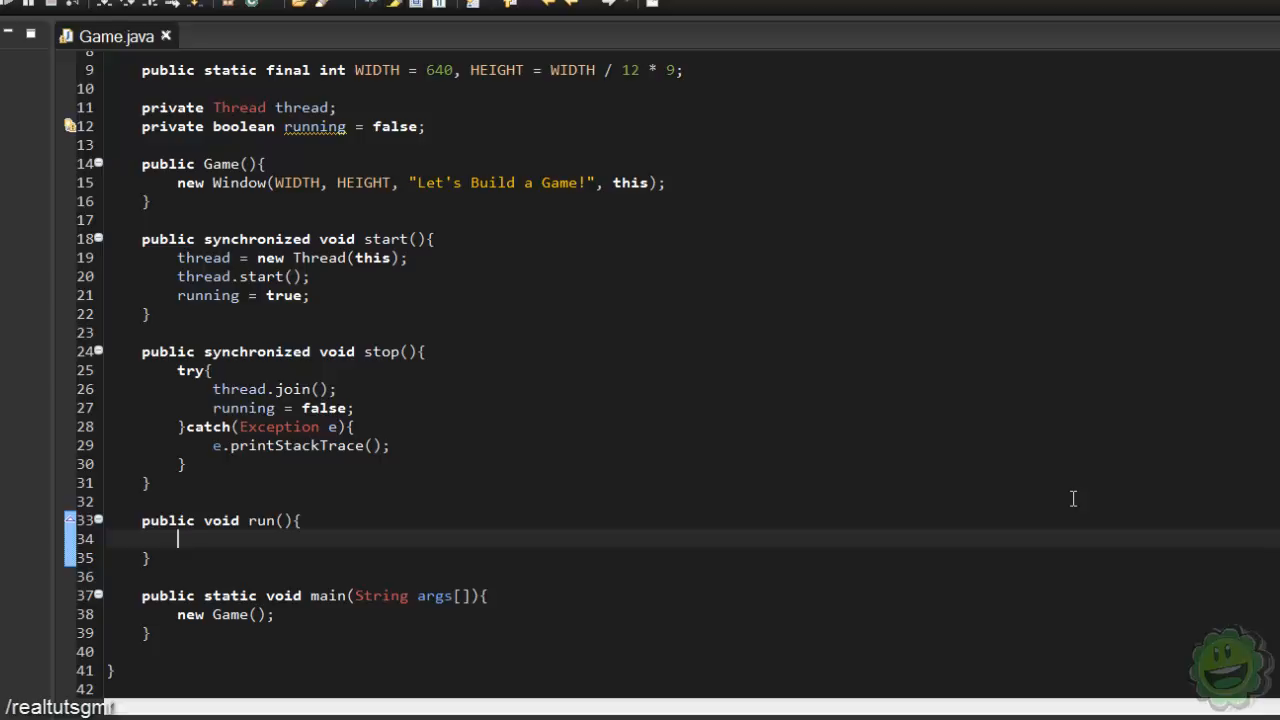 Game.java
8
9 public static final int WIDTH = 640, HEIGHT = WIDTH / 12 * 9;
10
11 private Thread thread;
12 private boolean running = false;
13
14 public Game(){
15 new Window(WIDTH, HEIGHT, "Let's Build a Game!", this);
16 }
17
18 public synchronized void start(){
19 thread = new Thread(this);
20 thread.start();
21 running = true;
22 }
23
24 public synchronized void stop(){
25 try{
26 thread.join();
27 running = false;
28 }catch(Exception e){
29 e.printStackTrace();
30 }
31 }
32
33 public void run(){
34
35 }
36
37 public static void main(String args[]){
38 new Game();
39 }
40
41 }
42
/realtutsgm